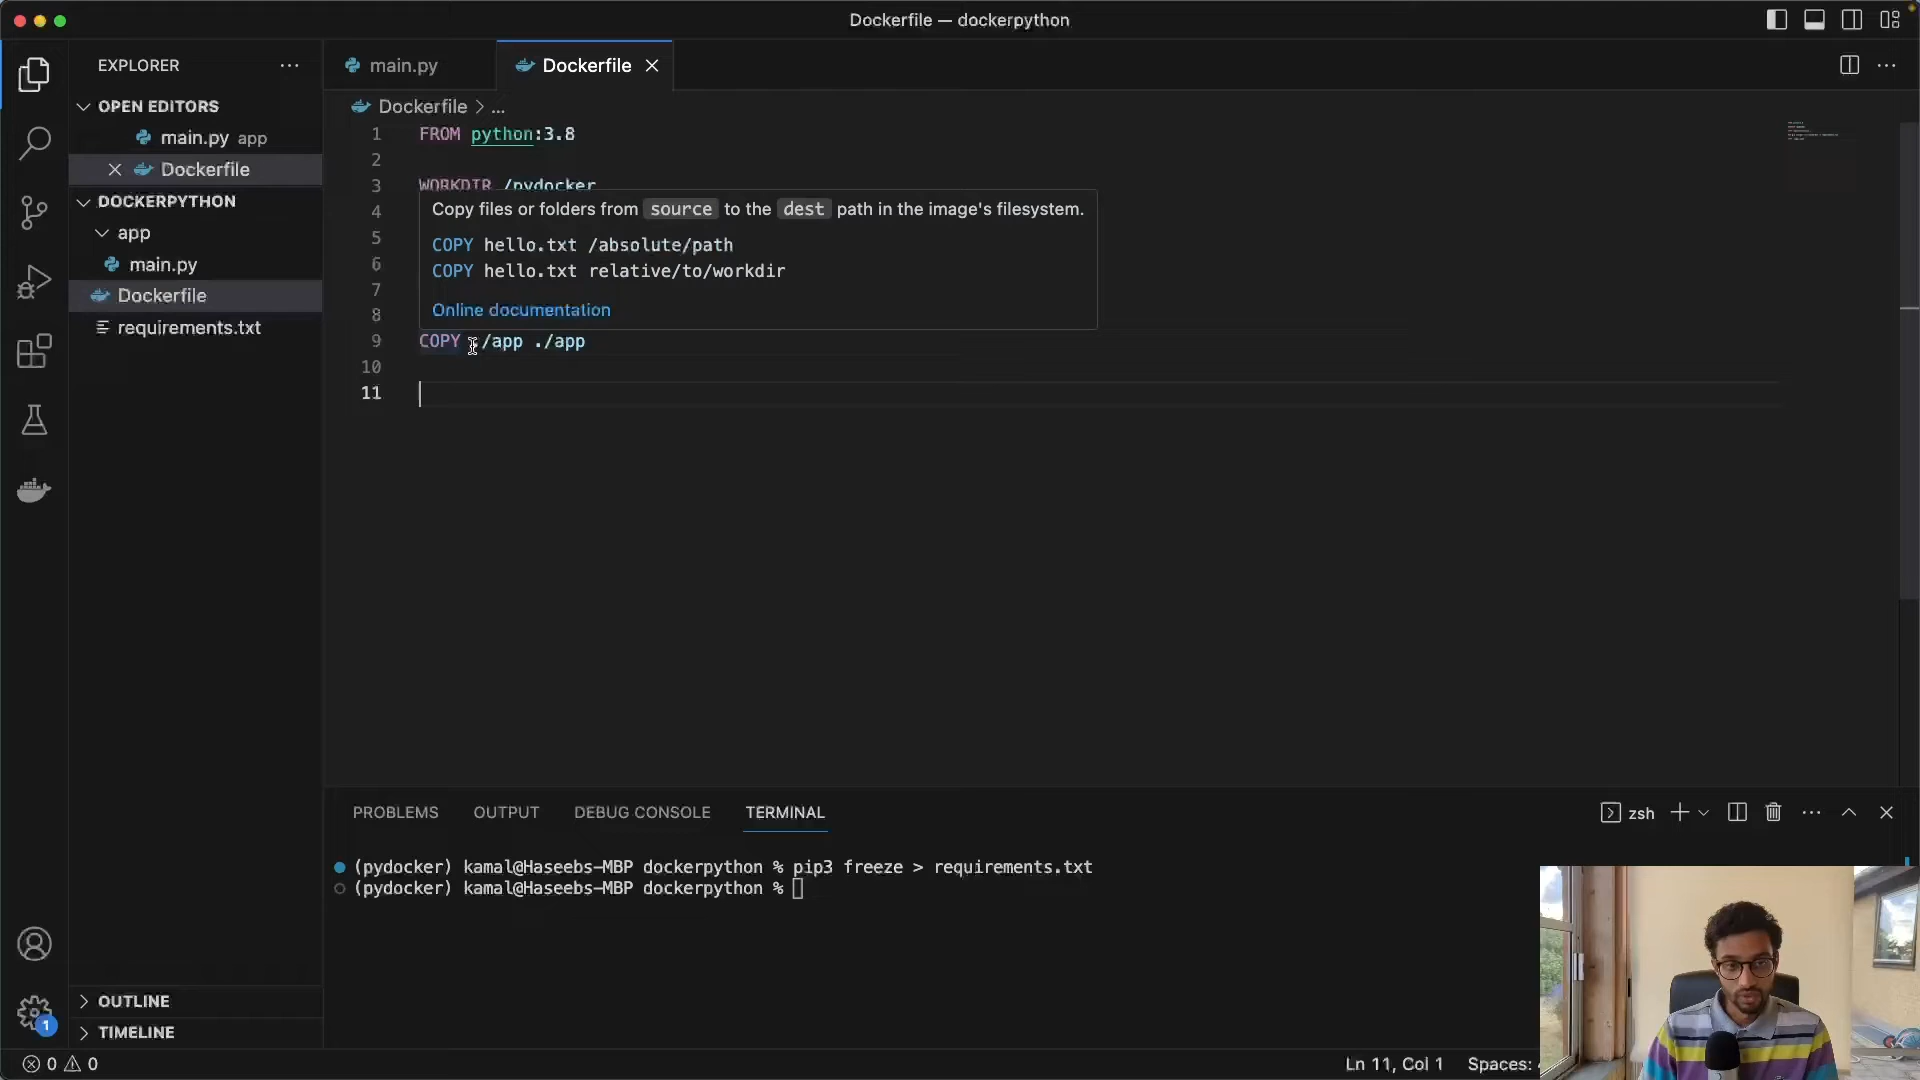 Dockerfile — dockerpython
EXPLORER
OPEN EDITORS
main.py app
Dockerfile
DOCKERPYTHON
app
main.py
Dockerfile
requirements.txt
OUTLINE
TIMELINE
1
main.py
Dockerfile
Dockerfile > ...
1 FROM python:3.8
2
3 WORKDIR /pydocker
4
5
6
7
8
Copy files or folders from source to the dest path in the image's filesystem.
COPY hello.txt /absolute/path
COPY hello.txt relative/to/workdir
Online documentation
9 COPY ./app ./app
10
11
PROBLEMS OUTPUT DEBUG CONSOLE TERMINAL
zsh
(pydocker) kamal@Haseebs-MBP dockerpython % pip3 freeze > requirements.txt
(pydocker) kamal@Haseebs-MBP dockerpython %
0 0
Ln 11, Col 1 Spaces: